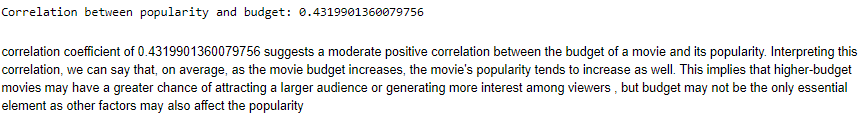 Correlation between popularity and budget: 0.4319901360079756
correlation coefficient of 0.4319901360079756 suggests a moderate positive correlation between the budget of a movie and its popularity. Interpreting this
correlation, we can say that, on average, as the movie budget increases, the movie's popularity tends to increase as well. This implies that higher-budget
movies may have a greater chance of attracting a larger audience or generating more interest among viewers , but budget may not be the only essential
element as other factors may also affect the popularity